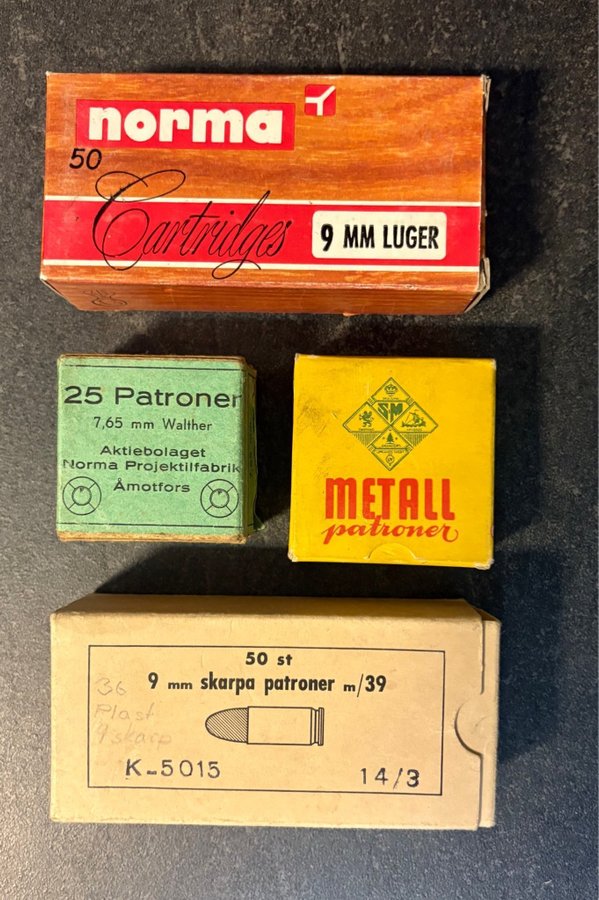 norma
50
Cartridges
9 MM LUGER
25 Patroner
7,65 mm Walther
Aktiebolaget
Norma Projektilfabrik
Åmotfors
SM
METALL
patroner
50 st
9 mm skarpa patroner m/39
36
Plast
9 skarp
K-5015
14/3